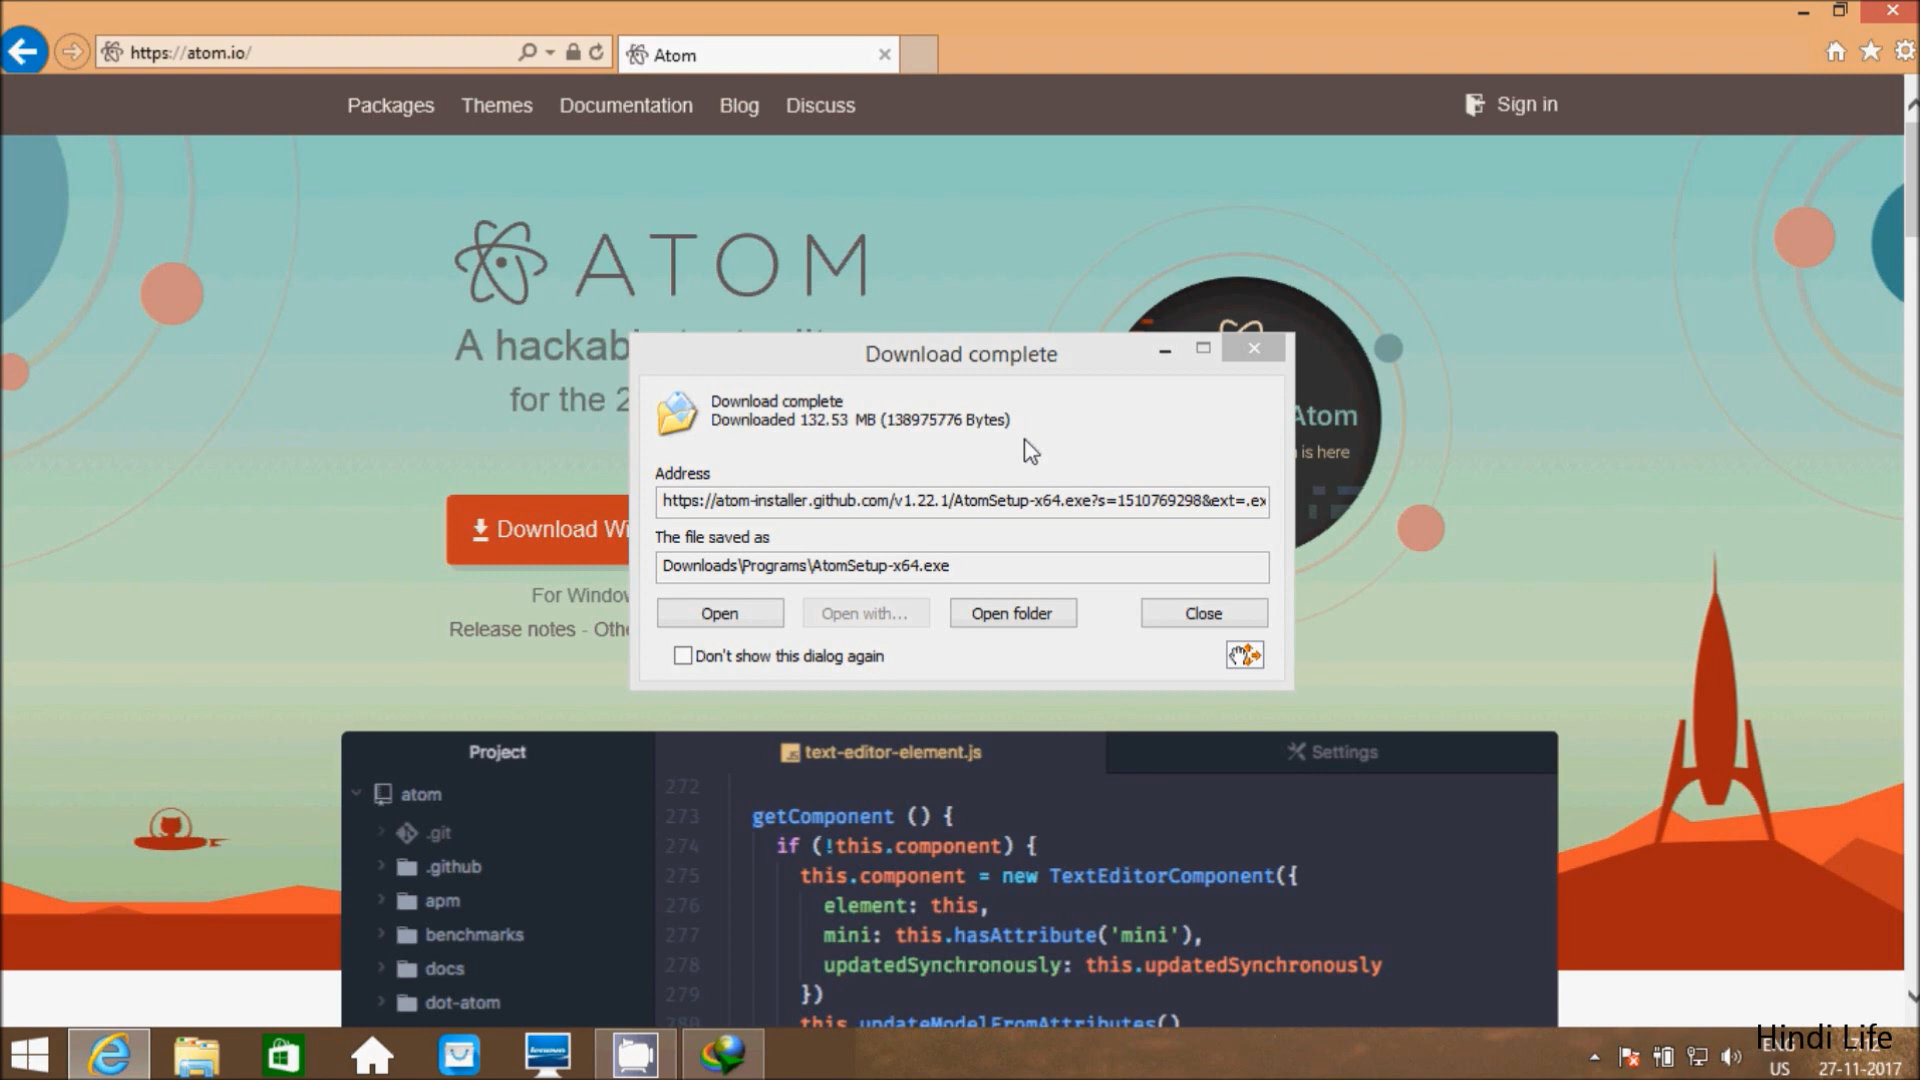 https://atom.io/
Atom
Packages Themes Documentation Blog Discuss
Sign in
ATOM
A hackab
for the 2
Download complete
Download complete
Downloaded 132.53 MB (138975776 Bytes)
Atom
is here
Address
https://atom-installer.github.com/v1.22.1/AtomSetup-x64.exe?s=1510769298&ext=.ex
The file saved as
Downloads\Programs\AtomSetup-x64.exe
Download Wi
For Windo
Release notes - Oth
Open Open with... Open folder Close
Don't show this dialog again
Project
text-editor-element.js
Settings
atom
.git
.github
apm
benchmarks
docs
dot-atom
272
273 getComponent () {
274 if (!this.component) {
275 this.component = new TextEditorComponent({
276 element: this,
277 mini: this.hasAttribute('mini'),
278 updatedSynchronously: this.updatedSynchronously
279 })
280 this.updateModelFromAttributes()
Hindi Life
ENG
US
27-11-2017